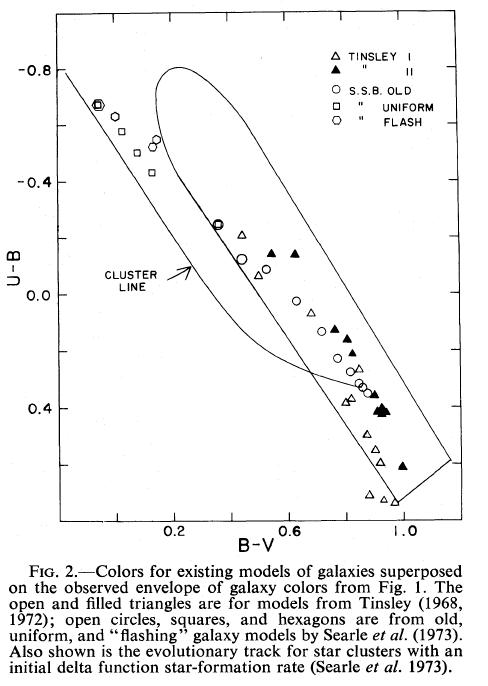 △ TINSLEY I
▲ " II
○ S.S.B. OLD
□ " UNIFORM
⬡ " FLASH
-0.8
-0.4
0.0
0.4
U-B
CLUSTER
LINE
0.2
0.6
1.0
B-V
FIG. 2.—Colors for existing models of galaxies superposed
on the observed envelope of galaxy colors from Fig. 1. The
open and filled triangles are for models from Tinsley (1968,
1972); open circles, squares, and hexagons are from old,
uniform, and "flashing" galaxy models by Searle et al. (1973).
Also shown is the evolutionary track for star clusters with an
initial delta function star-formation rate (Searle et al. 1973).